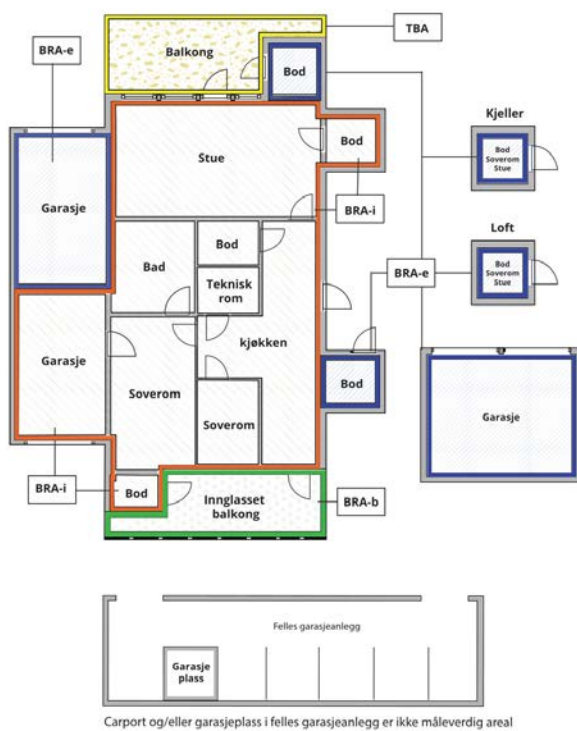 TBA
BRA-e
Balkong
Bod
Kjeller
Bod
Soverom
Stue
Stue
Bod
BRA-i
Garasje
Loft
Bod
Bad
Teknisk
rom
BRA-e
Bod
Soverom
Stue
Garasje
kjøkken
Soverom
Soverom
Bod
Garasje
BRA-i
Bod
Innglasset
balkong
BRA-b
Felles garasjeanlegg
Garasje
plass
Carport og/eller garasjeplass i felles garasjeanlegg er ikke måleverdig areal